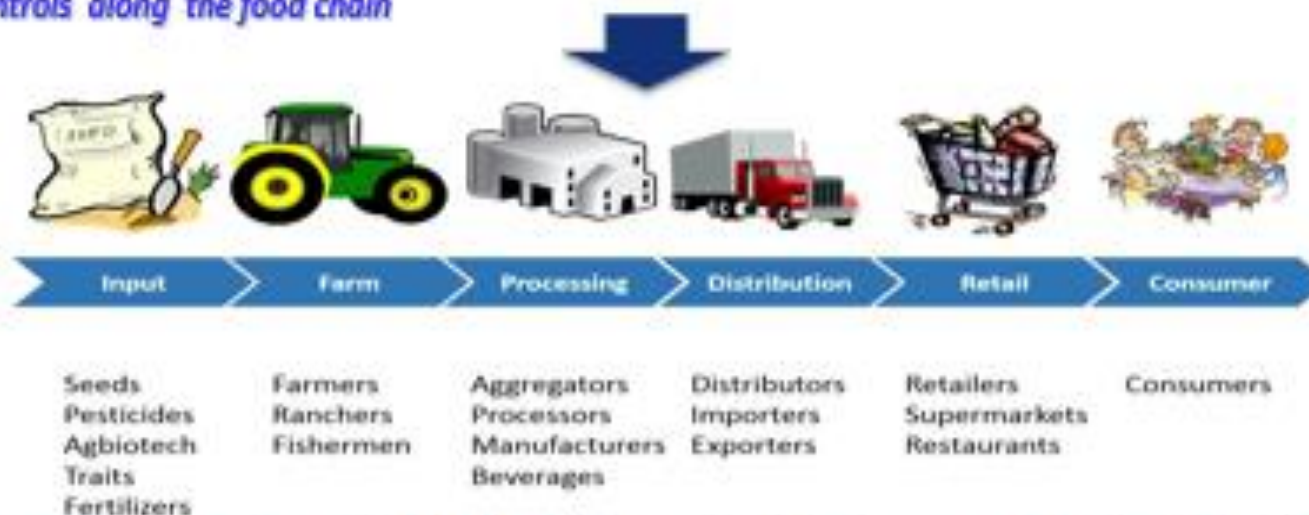 ntrols along the food chain
Input Farm Processing Distribution Retail Consumer
Seeds Farmers Aggregators Distributors Retailers Consumers
Pesticides Ranchers Processors Importers Supermarkets
Agbiotech Fishermen Manufacturers Exporters Restaurants
Traits Beverages
Fertilizers